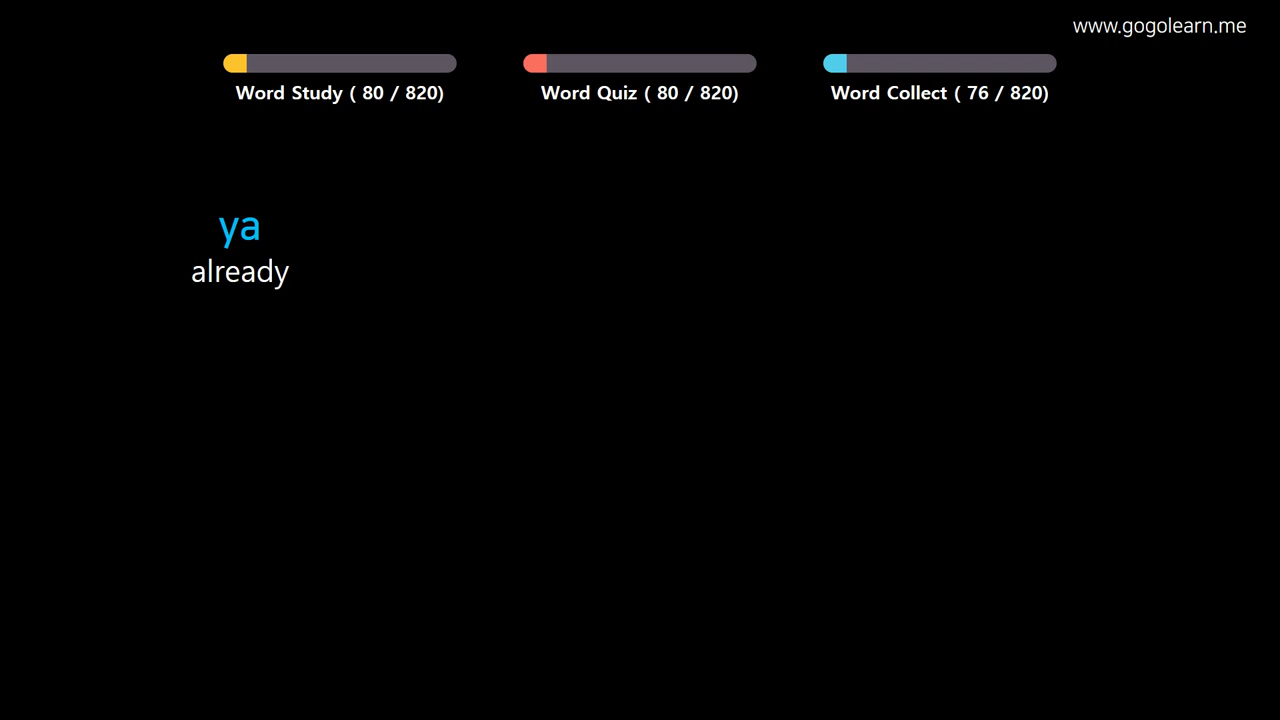 www.gogolearn.me
Word Study ( 80 / 820)
Word Quiz ( 80 / 820)
Word Collect ( 76 / 820)
ya
already